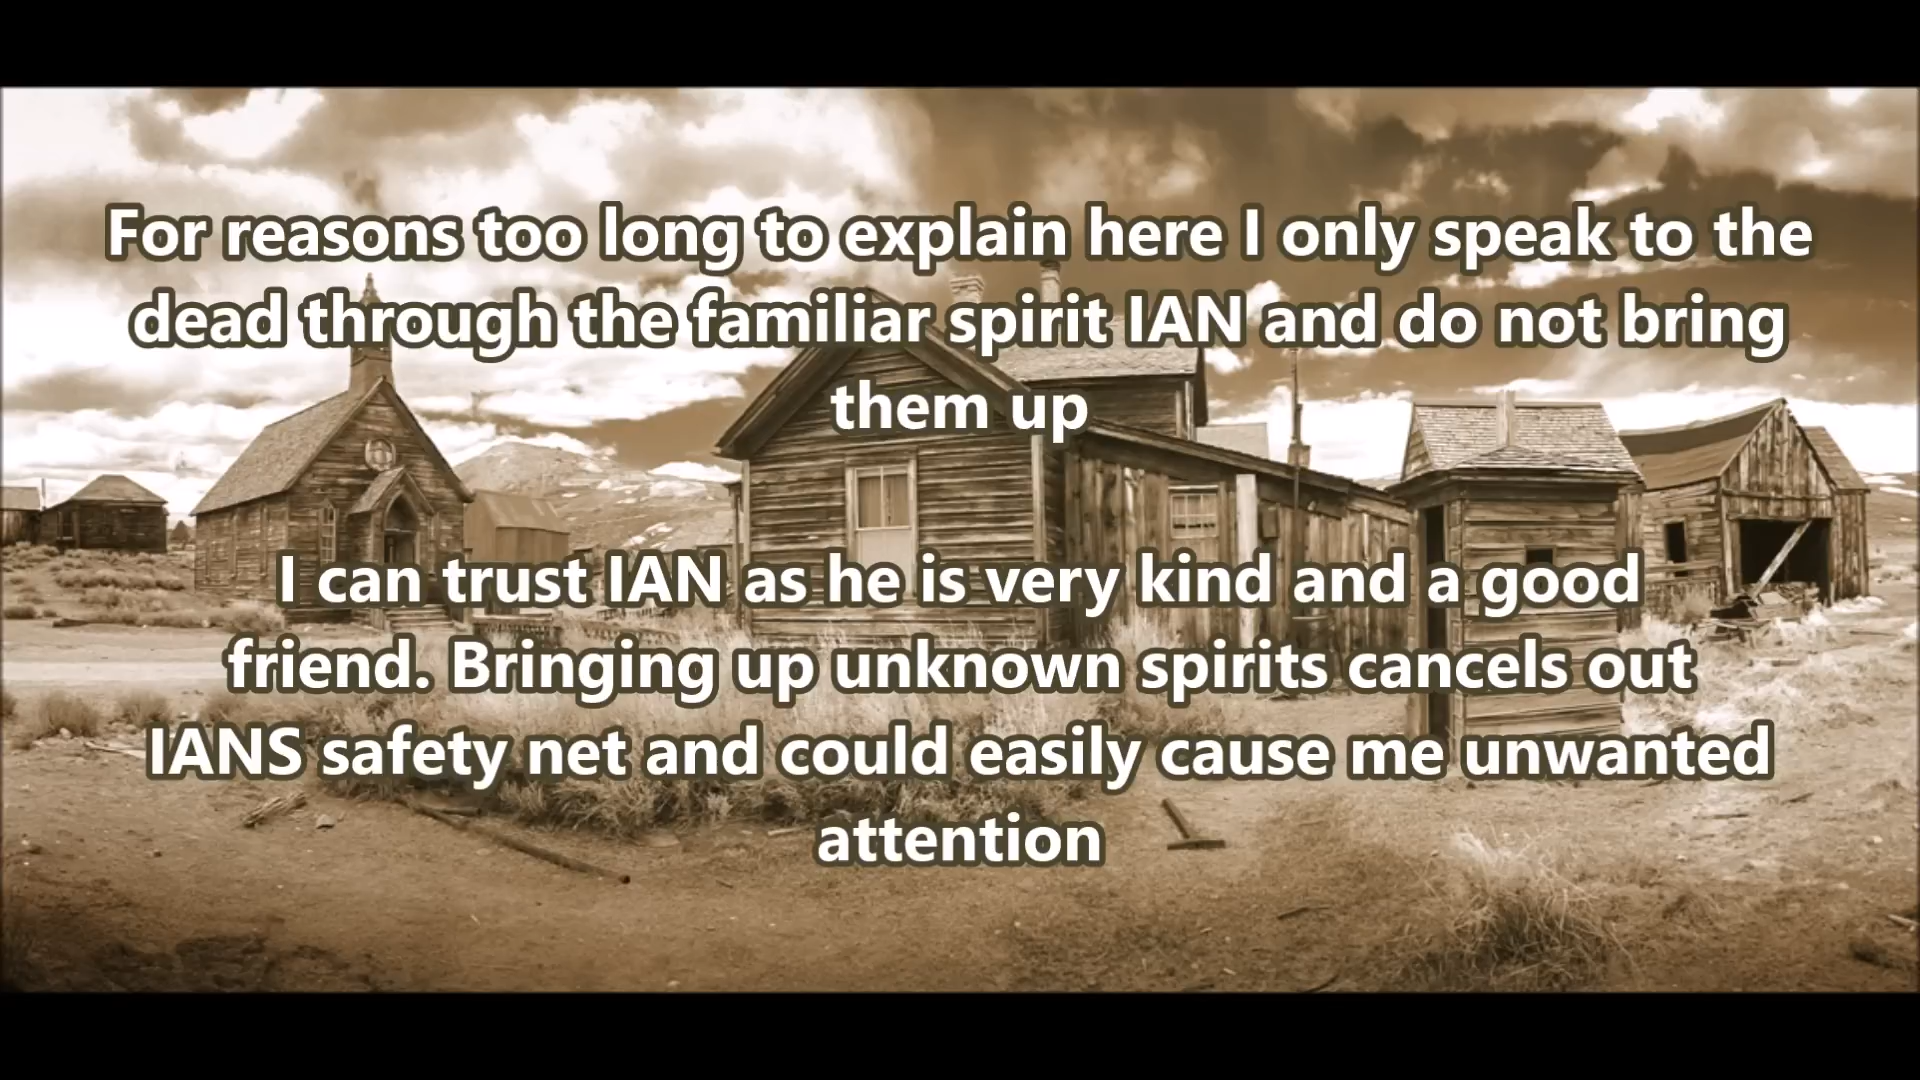 For reasons too long to explain here I only speak to the
dead through the familiar spirit IAN and do not bring
them up
I can trust IAN as he is very kind and a good
friend. Bringing up unknown spirits cancels out
IANS safety net and could easily cause me unwanted
attention